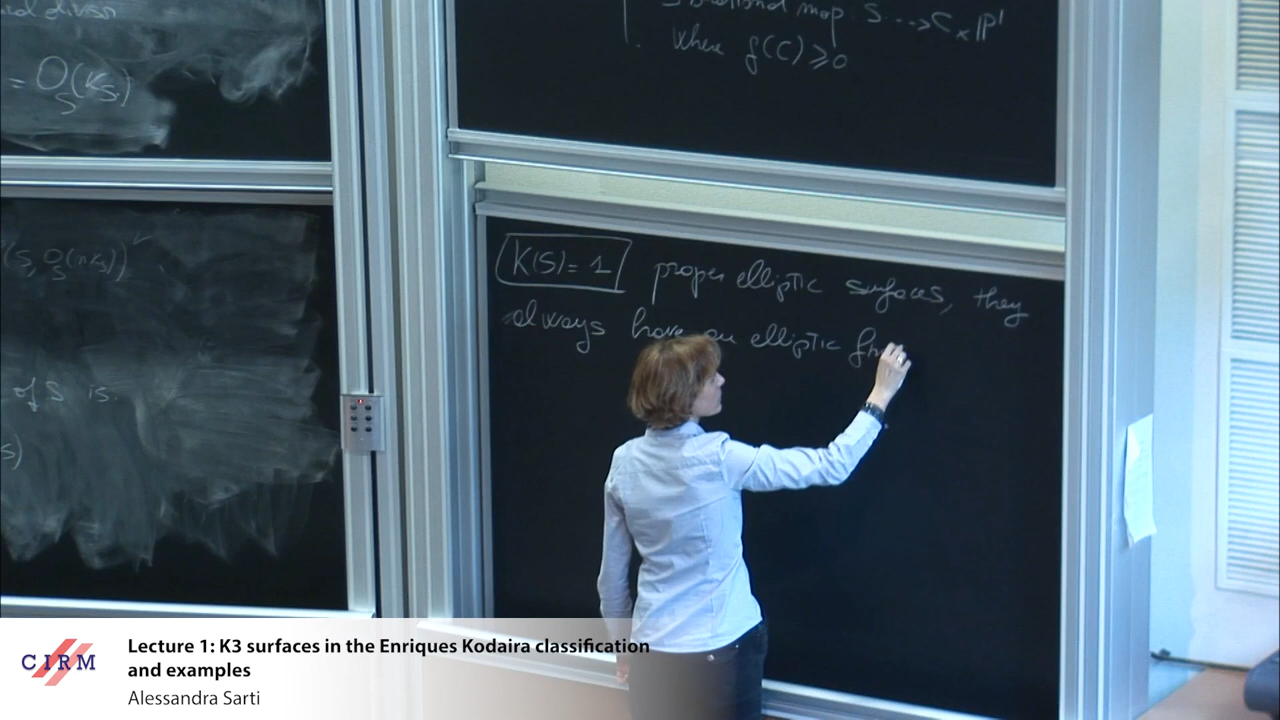 = O_S(K_S)
birational map S ⇢ C × P¹
where g(C) ≥ 0
(S, O_S(nK_S))
of S is
s)
K(S) = 1 proper elliptic surfaces, they
always have an elliptic fi
CIRM
Lecture 1: K3 surfaces in the Enriques Kodaira classification
and examples
Alessandra Sarti